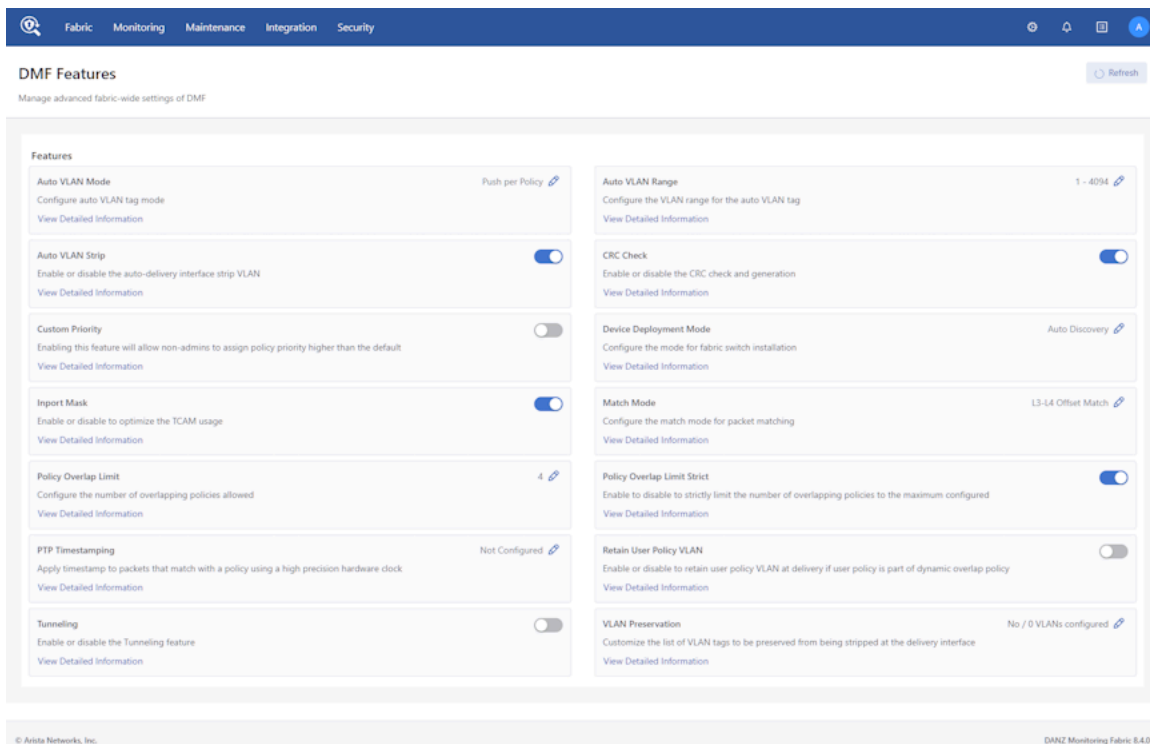 Fabric Monitoring Maintenance Integration Security A
DMF Features
Refresh
Manage advanced fabric-wide settings of DMF
Features
Auto VLAN Mode
Push per Policy
Configure auto VLAN tag mode
View Detailed Information
Auto VLAN Range
1 - 4094
Configure the VLAN range for the auto VLAN tag
View Detailed Information
Auto VLAN Strip
Enable or disable the auto-delivery interface strip VLAN
View Detailed Information
CRC Check
Enable or disable the CRC check and generation
View Detailed Information
Custom Priority
Enabling this feature will allow non-admins to assign policy priority higher than the default
View Detailed Information
Device Deployment Mode
Auto Discovery
Configure the mode for fabric switch installation
View Detailed Information
Inport Mask
Enable or disable to optimize the TCAM usage
View Detailed Information
Match Mode
L3-L4 Offset Match
Configure the match mode for packet matching
View Detailed Information
Policy Overlap Limit
4
Configure the number of overlapping policies allowed
View Detailed Information
Policy Overlap Limit Strict
Enable to disable to strictly limit the number of overlapping policies to the maximum configured
View Detailed Information
PTP Timestamping
Not Configured
Apply timestamp to packets that match with a policy using a high precision hardware clock
View Detailed Information
Retain User Policy VLAN
Enable or disable to retain user policy VLAN at delivery if user policy is part of dynamic overlap policy
View Detailed Information
Tunneling
Enable or disable the Tunneling feature
View Detailed Information
VLAN Preservation
No / 0 VLANs configured
Customize the list of VLAN tags to be preserved from being stripped at the delivery interface
View Detailed Information
© Arista Networks, Inc.
DANZ Monitoring Fabric 8.4.0